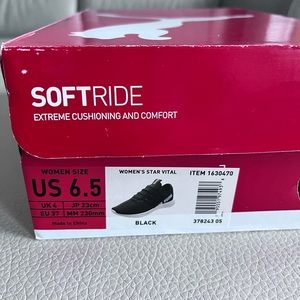 SOFTRIDE
EXTREME CUSHIONING AND COMFORT
WOMEN SIZE
US 6.5
UK 4 JP 23cm
EU 37 MM 230mm
Made in China
WOMEN'S STAR VITAL
BLACK
ITEM 1630470
378243 05